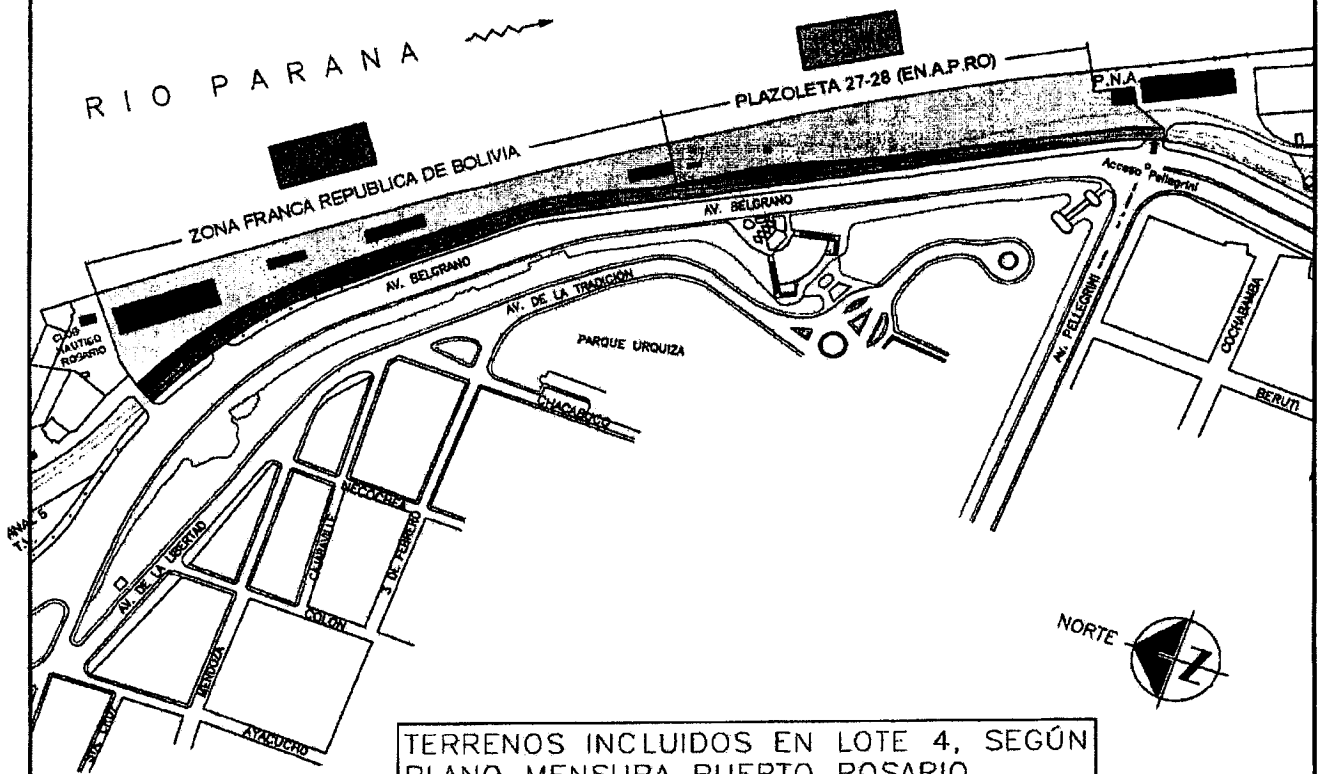 RIO PARANA
PLAZOLETA 27-28 (EN.A.P.RO)
P.N.A.
ZONA FRANCA REPUBLICA DE BOLIVIA
Acceso Pellegrini
AV. BELGRANO
AV. BELGRANO
AV. DE LA TRADICIÓN
CLUB
NAUTICO
ROSARIO
PARQUE URQUIZA
AV. PELLEGRINI
COCHABAMBA
BERUTI
CHACABUCO
NECOCHEA
CAJARAVILLE
3 DE FEBRERO
AV. DE LA LIBERTAD
COLON
MENDOZA
AYACUCHO
NORTE
N
TERRENOS INCLUIDOS EN LOTE 4, SEGÚN
PLANO MENSURA PUERTO ROSARIO